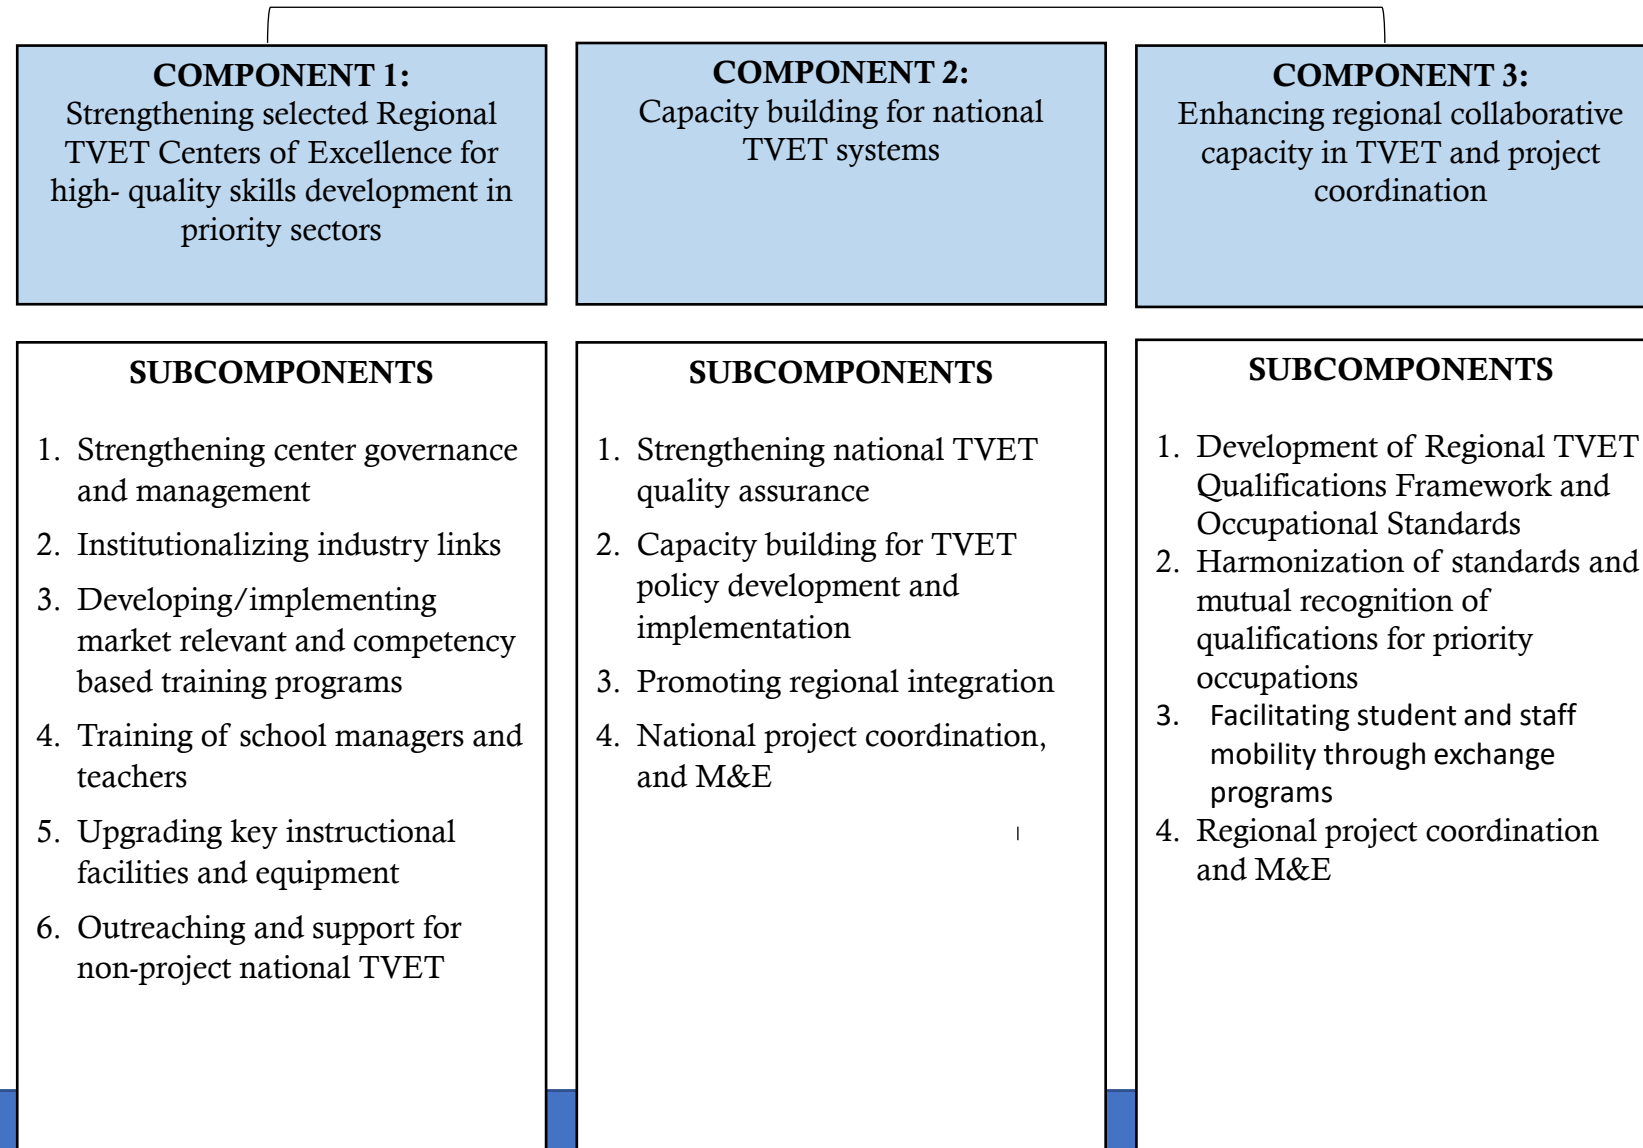 COMPONENT 1:
Strengthening selected Regional
TVET Centers of Excellence for
high- quality skills development in
priority sectors
COMPONENT 2:
Capacity building for national
TVET systems
COMPONENT 3:
Enhancing regional collaborative
capacity in TVET and project
coordination
SUBCOMPONENTS
1. Strengthening center governance
and management
2. Institutionalizing industry links
3. Developing/implementing
market relevant and competency
based training programs
4. Training of school managers and
teachers
5. Upgrading key instructional
facilities and equipment
6. Outreaching and support for
non-project national TVET
SUBCOMPONENTS
1. Strengthening national TVET
quality assurance
2. Capacity building for TVET
policy development and
implementation
3. Promoting regional integration
4. National project coordination,
and M&E
SUBCOMPONENTS
1. Development of Regional TVET
Qualifications Framework and
Occupational Standards
2. Harmonization of standards and
mutual recognition of
qualifications for priority
occupations
3. Facilitating student and staff
mobility through exchange
programs
4. Regional project coordination
and M&E